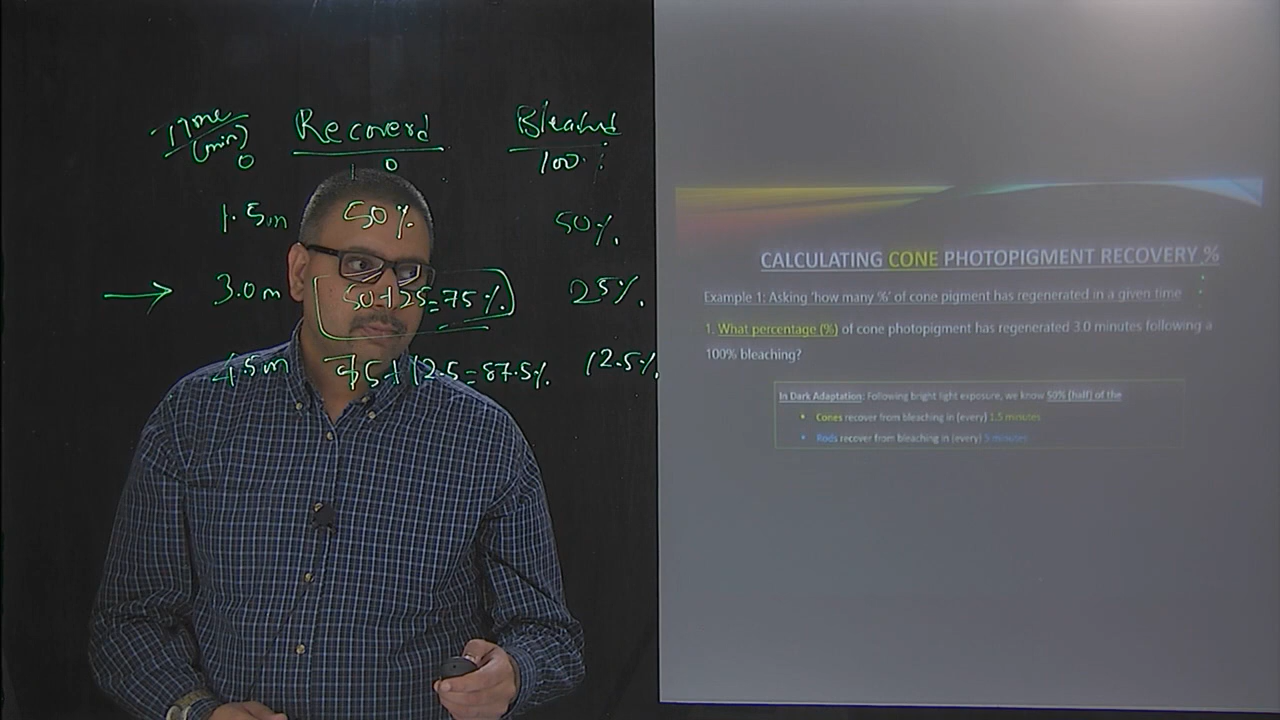 Time Recoverd Bleached
(min)
0 0 100%
1.5m 50% 50%.
3.0m 50+25=75% 25%.
4.5m 75+12.5=87.5%. 12.5%.
CALCULATING CONE PHOTOPIGMENT RECOVERY %
Example 1: Asking 'how many %' of cone pigment has regenerated in a given time
1. What percentage (%) of cone photopigment has regenerated 3.0 minutes following a
100% bleaching?
In Dark Adaptation: Following bright light exposure, we know 50% (half) of the
• Cones recover from bleaching in (every) 1.5 minutes
• Rods recover from bleaching in (every) 5 minutes